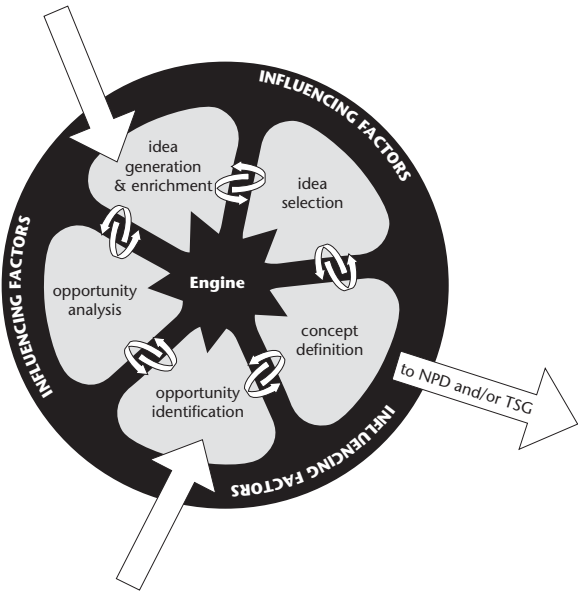 INFLUENCING FACTORS
idea
generation
& enrichment
idea
selection
INFLUENCING FACTORS
opportunity
analysis
Engine
concept
definition
to NPD and/or TSG
opportunity
identification
INFLUENCING FACTORS